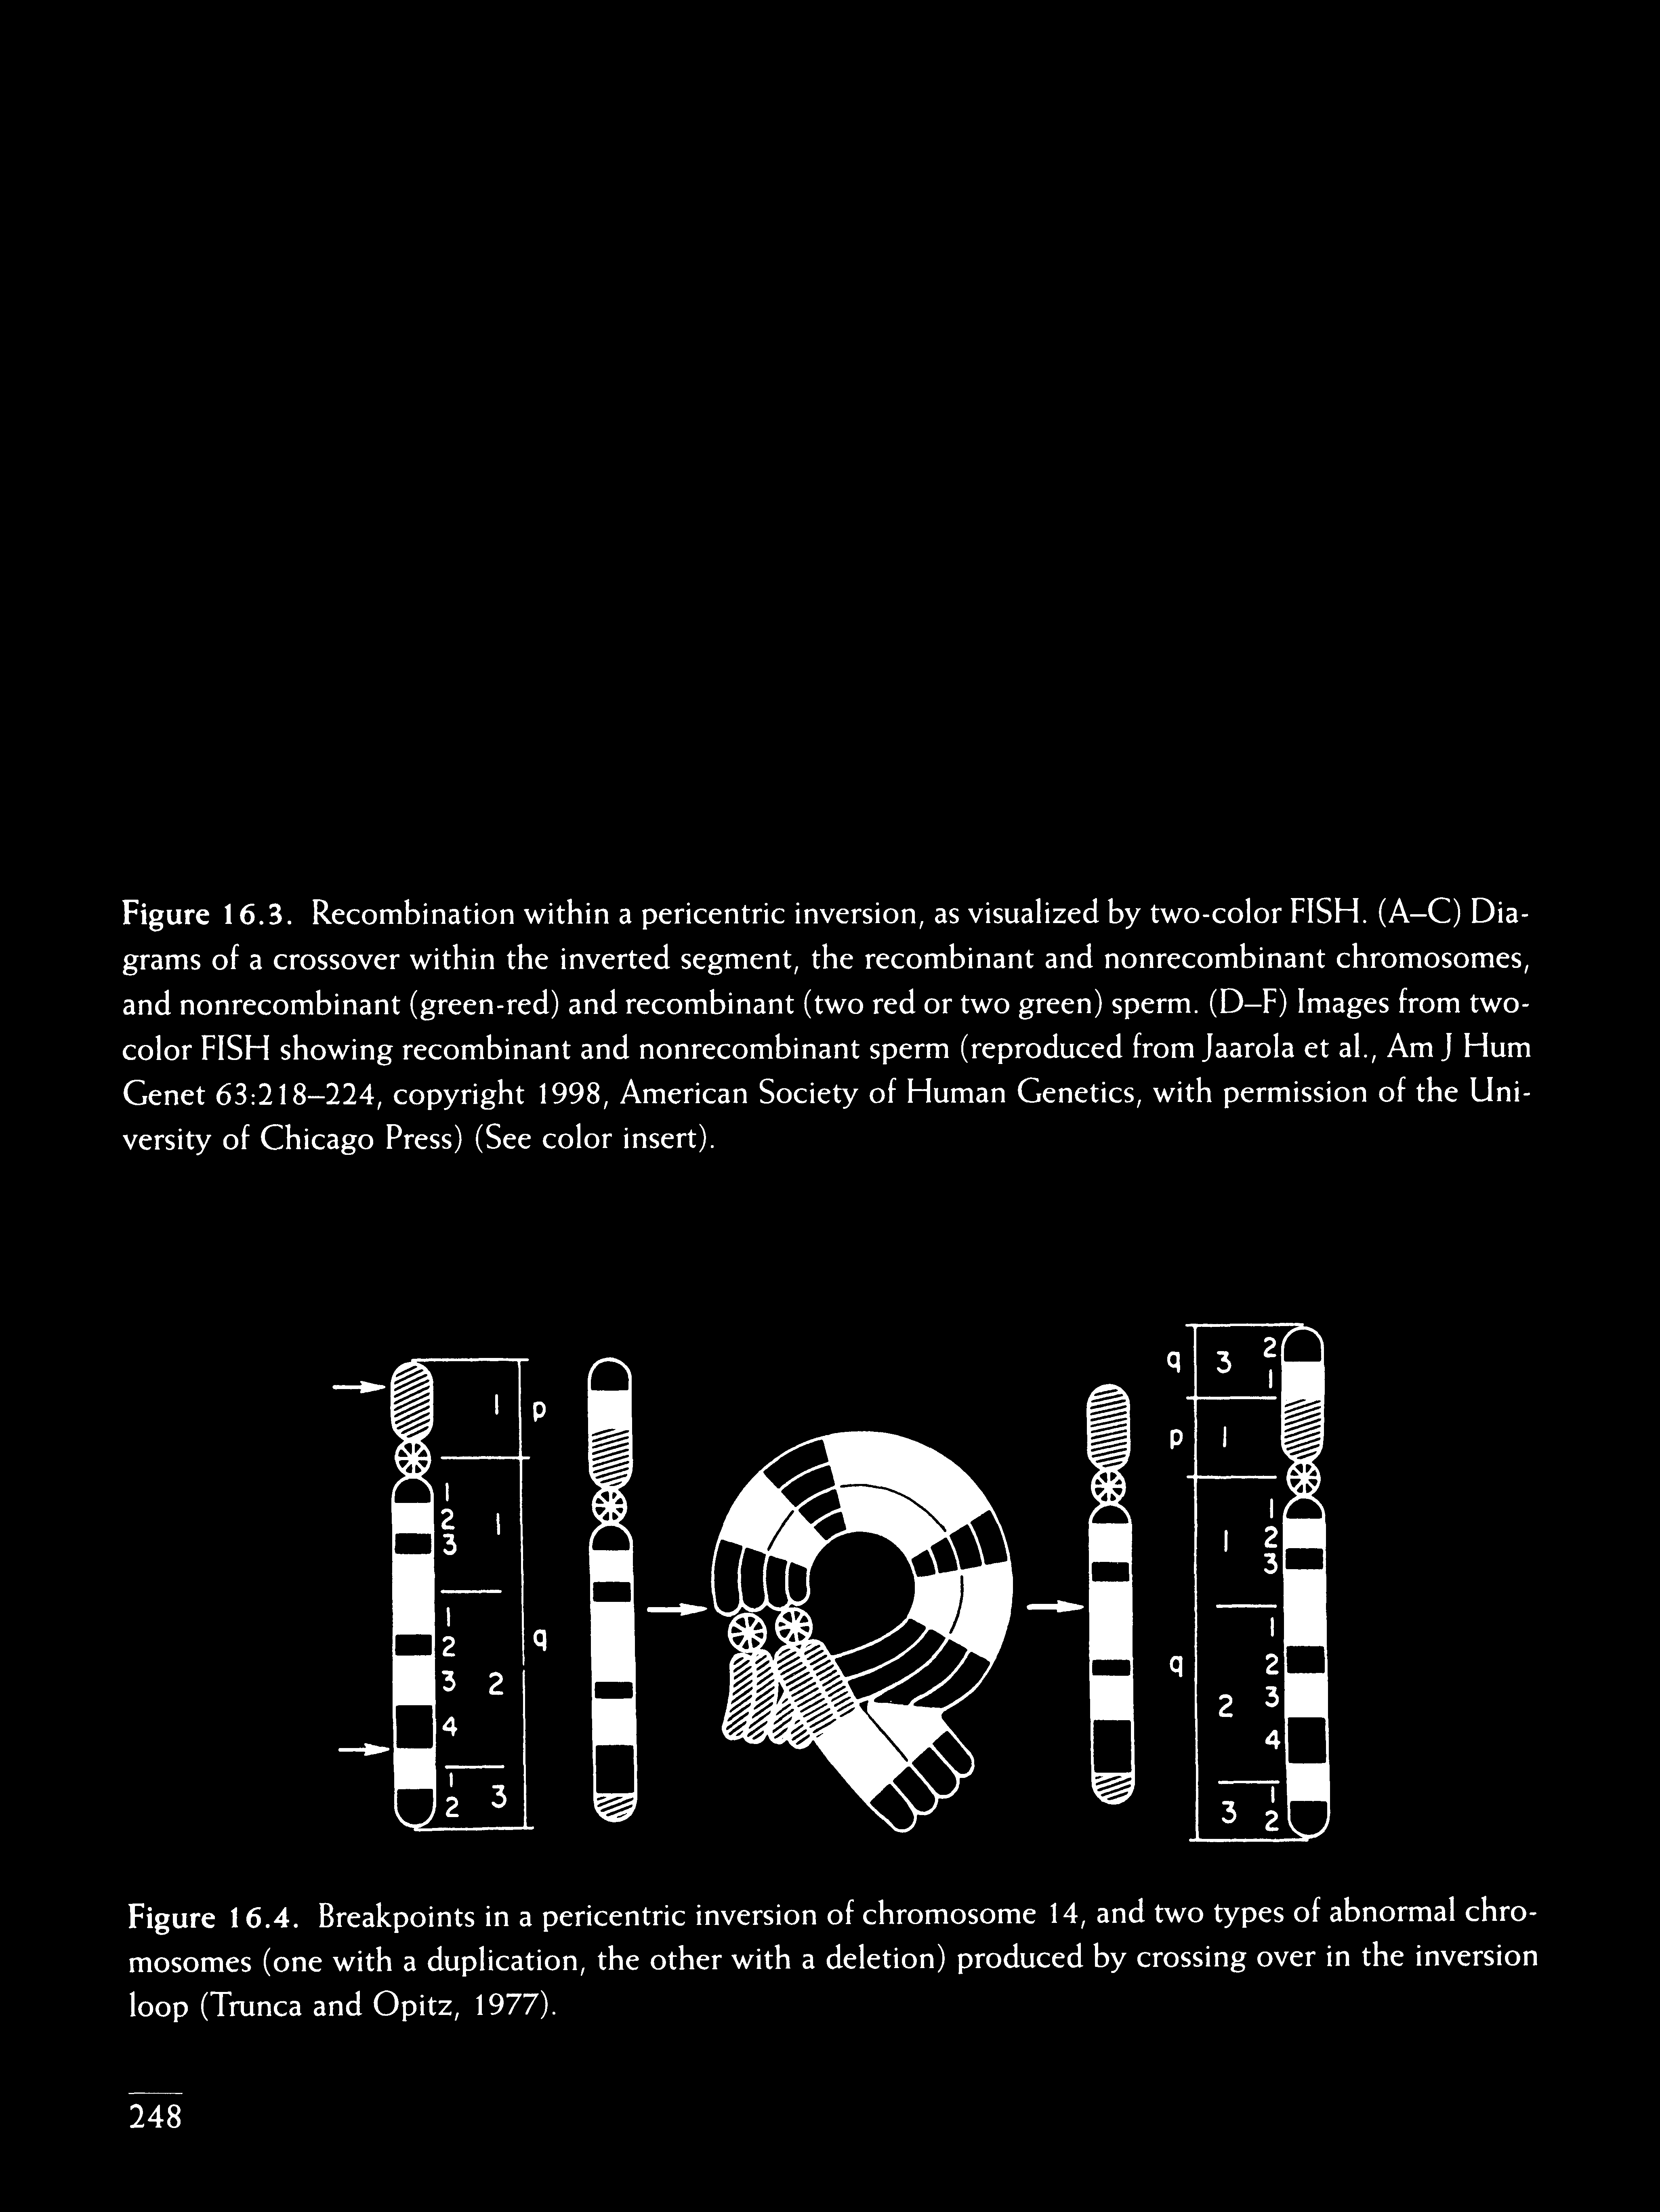 Figure 16.3. Recombination within a pericentric inversion, as visualized by two-color FISH. (A–C) Dia-
grams of a crossover within the inverted segment, the recombinant and nonrecombinant chromosomes,
and nonrecombinant (green-red) and recombinant (two red or two green) sperm. (D–F) Images from two-
color FISH showing recombinant and nonrecombinant sperm (reproduced from Jaarola et al., Am J Hum
Genet 63:218–224, copyright 1998, American Society of Human Genetics, with permission of the Uni-
versity of Chicago Press) (See color insert).
1 p
1
2 1
3
1
2 q
3 2
4
1
2 3
q 3 2
1
p 1
1
1 2
3
1
q 2
2 3
4
3 1
2
Figure 16.4. Breakpoints in a pericentric inversion of chromosome 14, and two types of abnormal chro-
mosomes (one with a duplication, the other with a deletion) produced by crossing over in the inversion
loop (Trunca and Opitz, 1977).
248